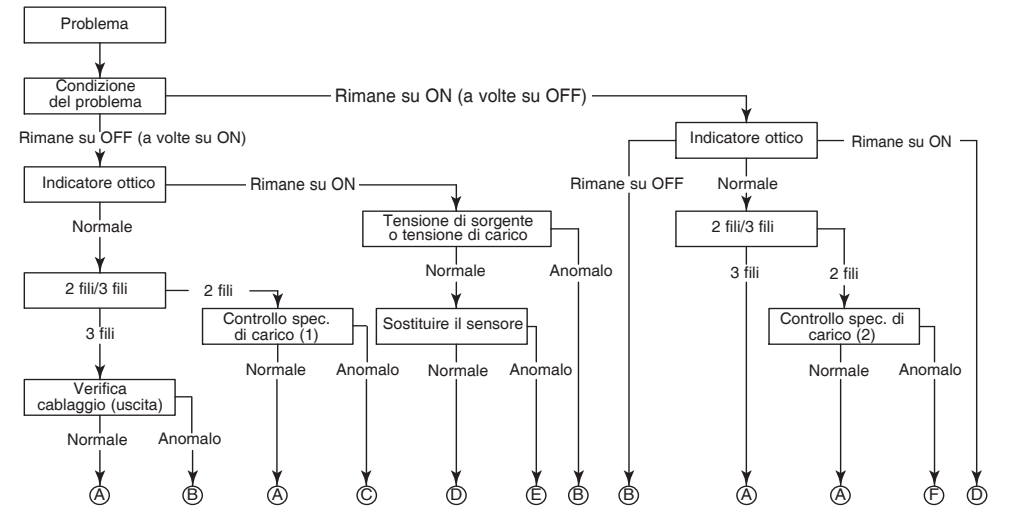 Problema
Condizione
del problema
Rimane su ON (a volte su OFF)
Rimane su OFF (a volte su ON)
Indicatore ottico
Rimane su ON
Indicatore ottico
Rimane su ON
Rimane su OFF
Normale
Normale
Tensione di sorgente
o tensione di carico
2 fili/3 fili
Normale
Anomalo
3 fili
2 fili
2 fili/3 fili
2 fili
3 fili
Controllo spec.
di carico (1)
Sostituire il sensore
Controllo spec. di
carico (2)
Normale
Anomalo
Normale
Anomalo
Normale
Anomalo
Verifica
cablaggio (uscita)
Normale
Anomalo
A
B
A
C
D
E
B
B
A
A
F
D